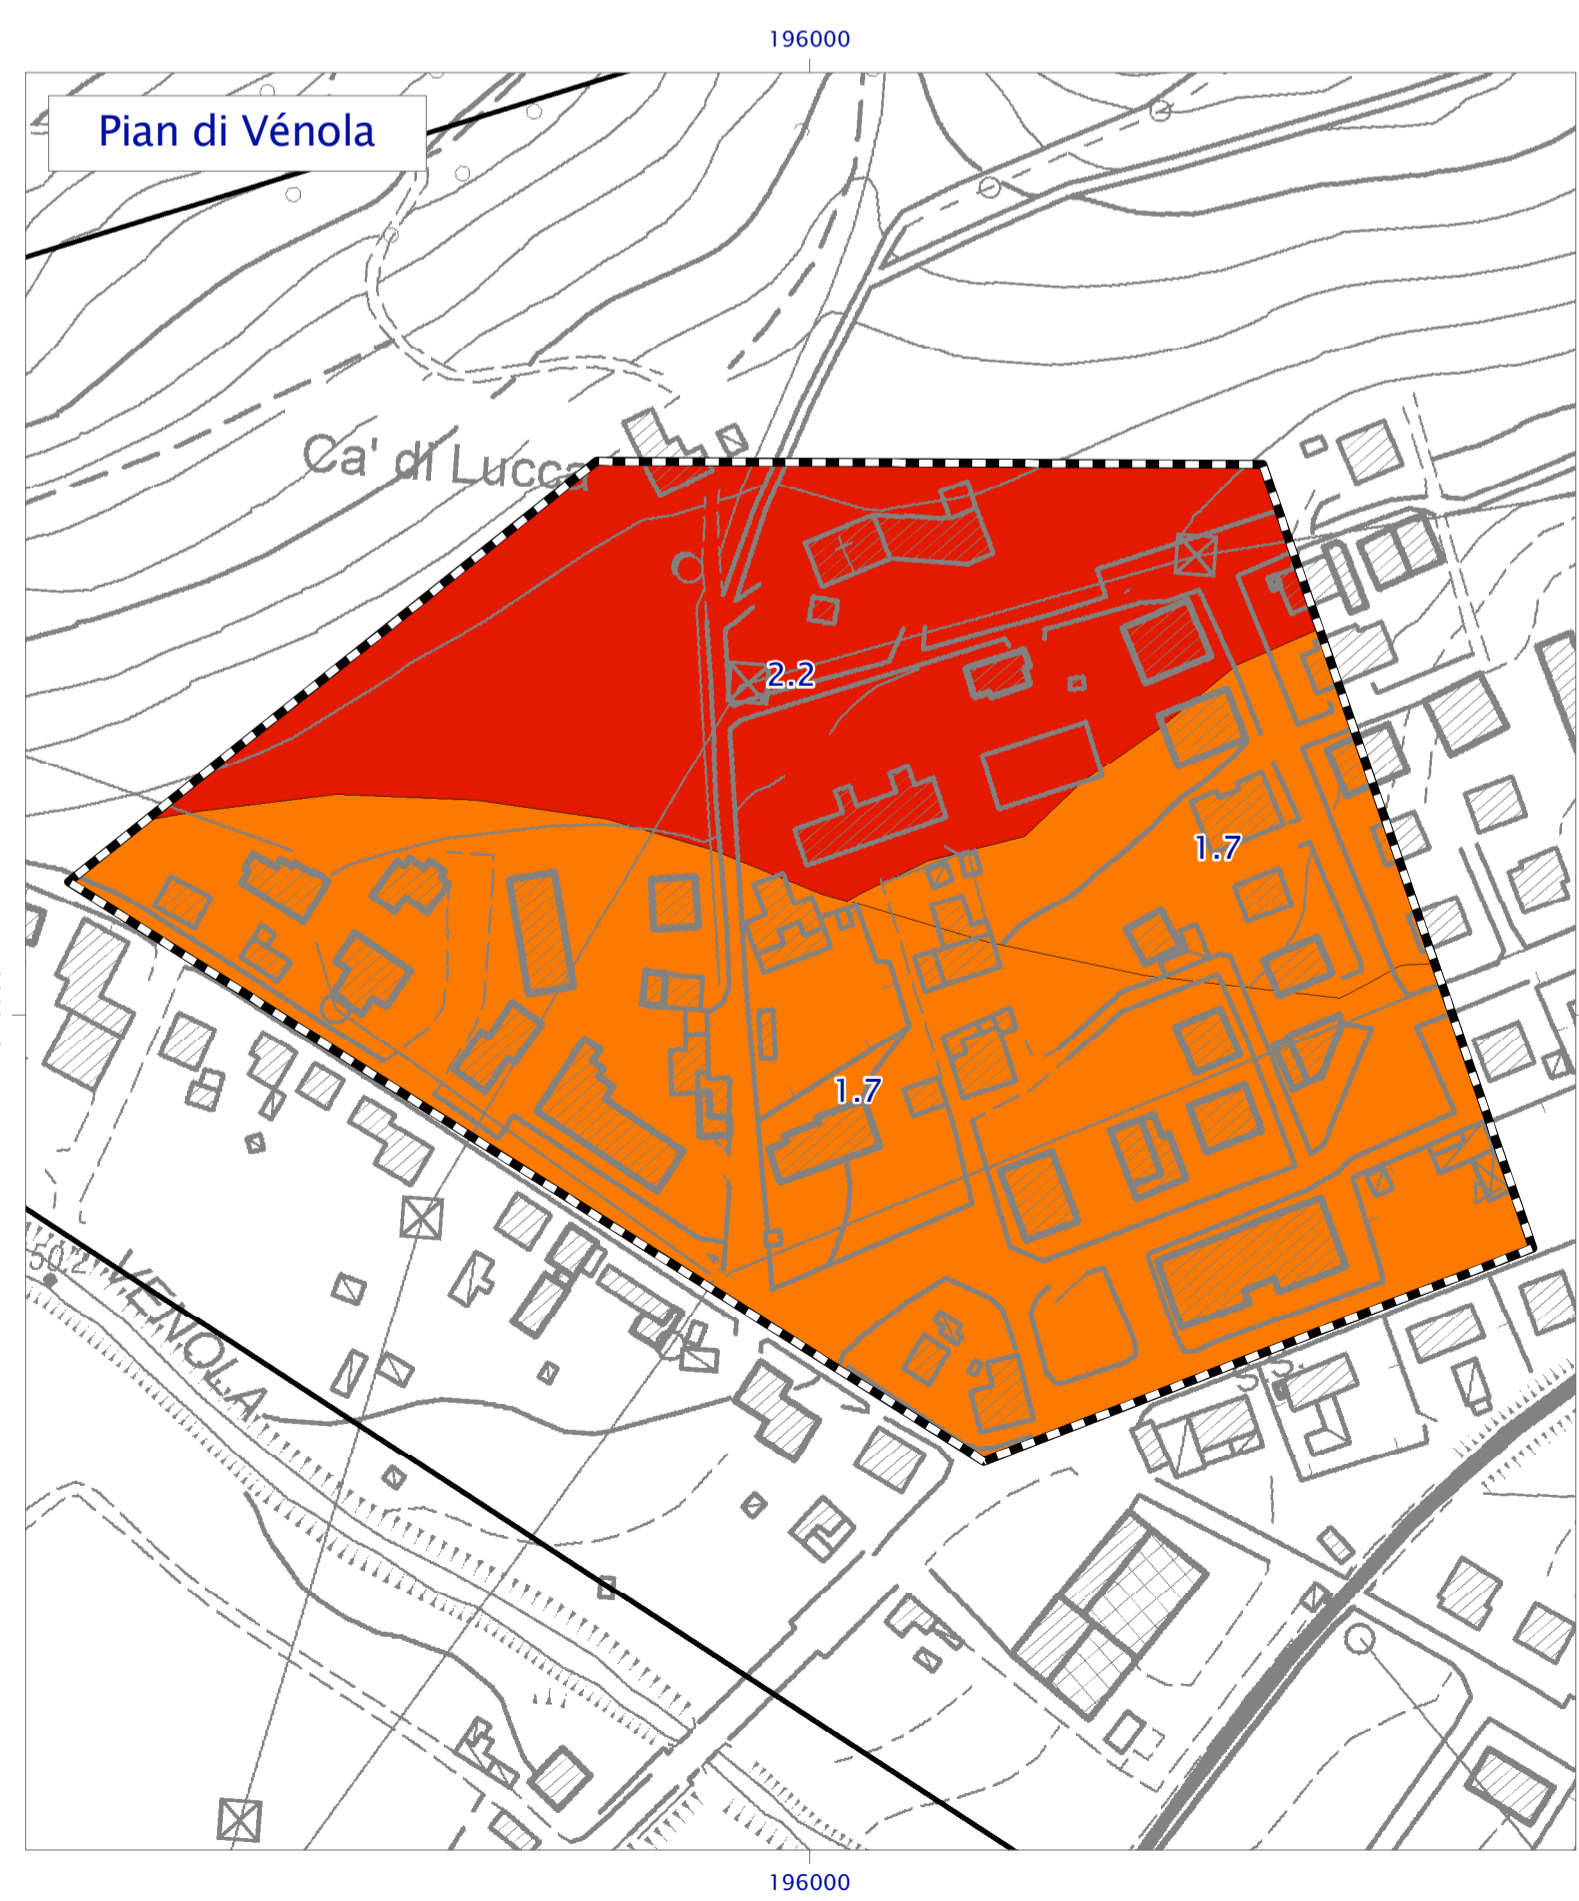 196000
Pian di Vénola
Ca' di Lucca
2.2
1.7
1.7
50.2
VENOLA
S.S.
196000